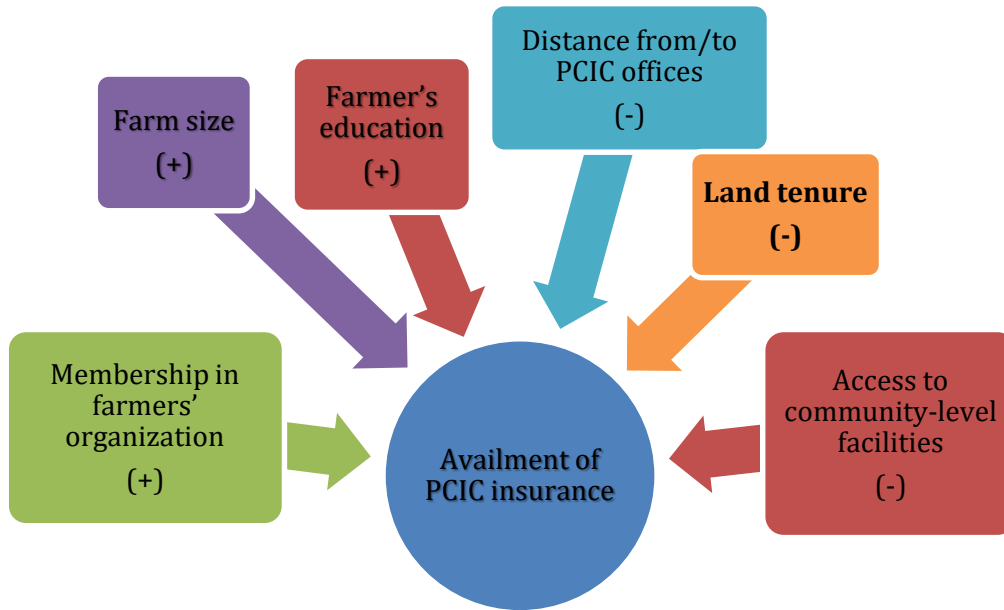 Membership in
farmers’
organization
(+)
Farm size
(+)
Farmer’s
education
(+)
Distance from/to
PCIC offices
(-)
Land tenure
(-)
Access to
community-level
facilities
(-)
Availment of
PCIC insurance